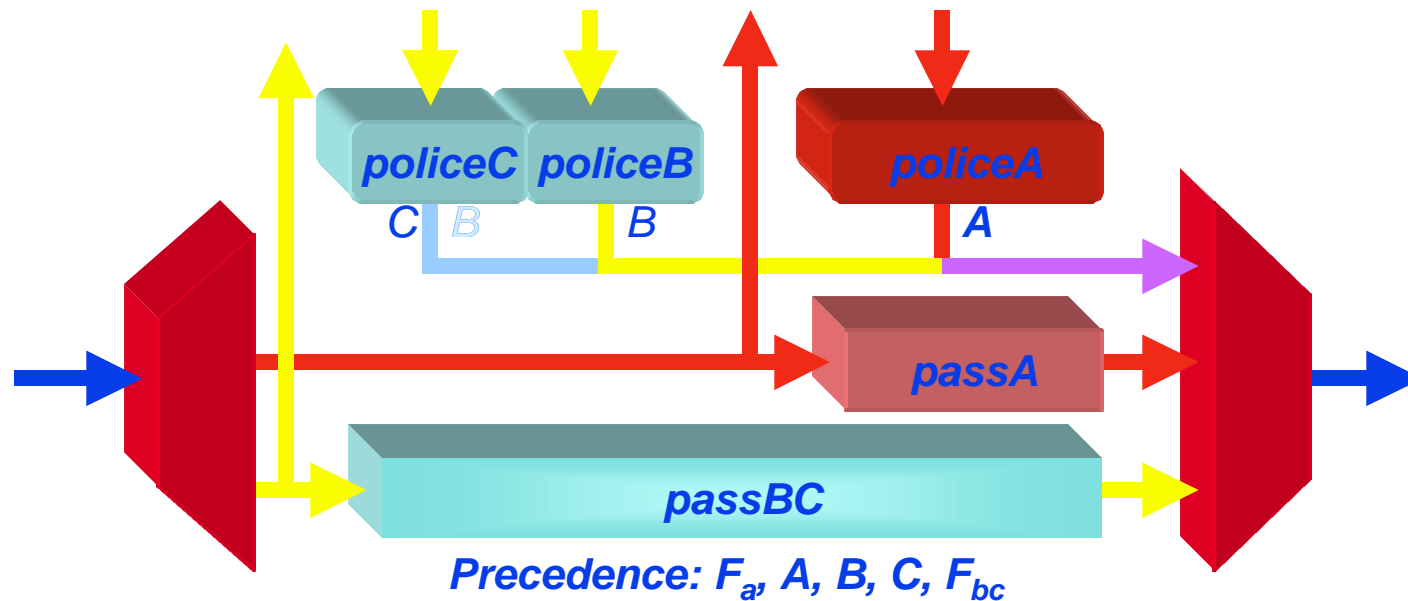 policeC policeB policeA
C B B A
passA
passBC
Precedence: Fa, A, B, C, Fbc